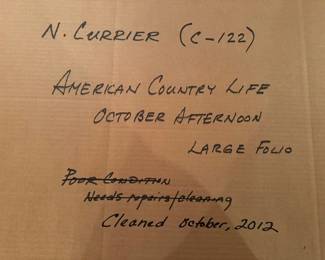 N. CURRIER (C-122)
AMERICAN COUNTRY LIFE
OCTOBER AFTERNOON
LARGE FOLIO
POOR CONDITION
Needs repairs/cleaning
Cleaned October, 2012